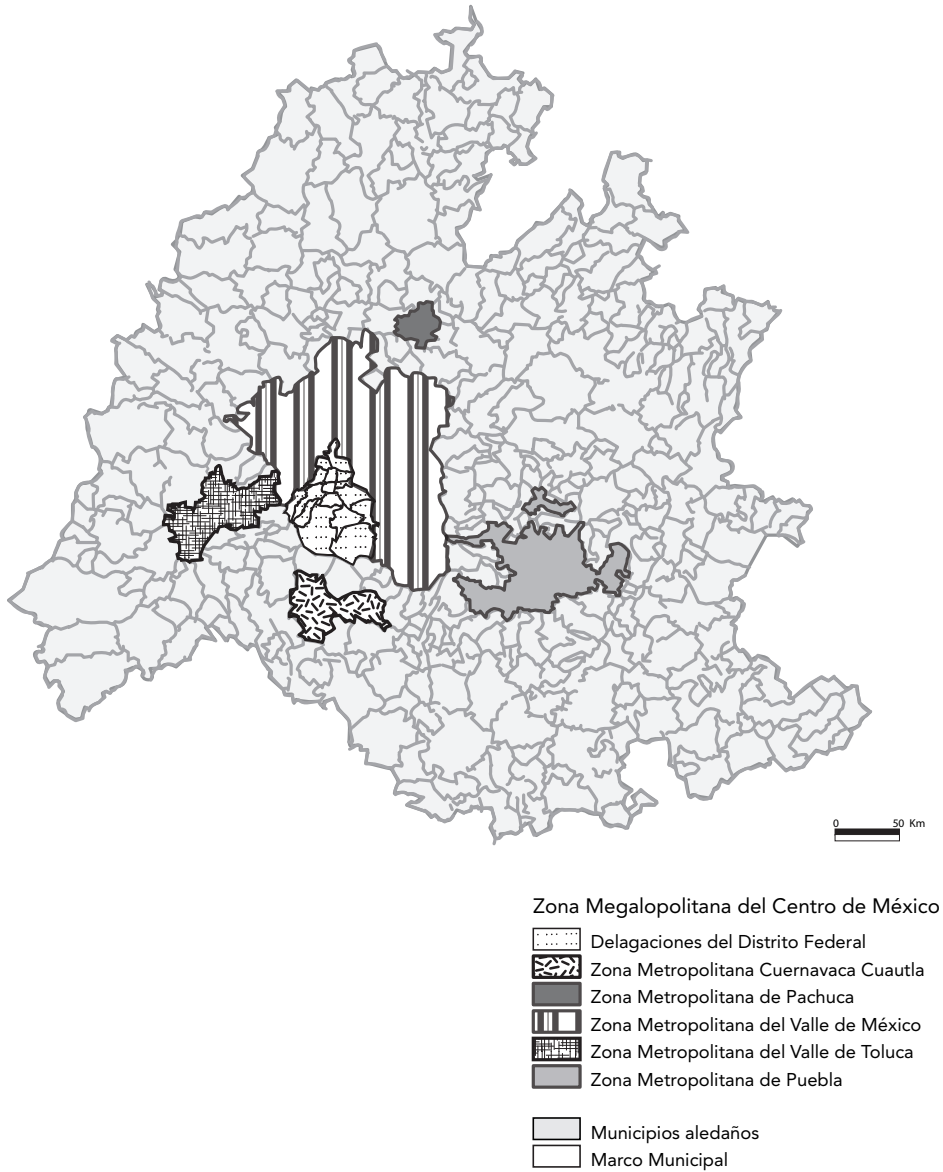 0 50 Km
Zona Megalopolitana del Centro de México
Delagaciones del Distrito Federal
Zona Metropolitana Cuernavaca Cuautla
Zona Metropolitana de Pachuca
Zona Metropolitana del Valle de México
Zona Metropolitana del Valle de Toluca
Zona Metropolitana de Puebla
Municipios aledaños
Marco Municipal